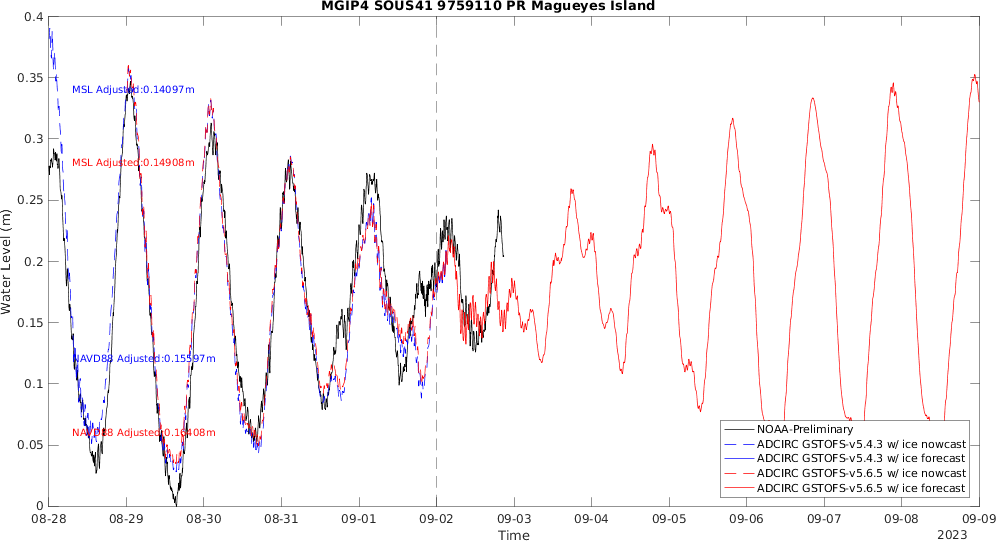 MGIP4 SOUS41 9759110 PR Magueyes Island
Water Level (m)
0.4
0.35
0.3
0.25
0.2
0.15
0.1
0.05
0
MSL Adjusted:0.14097m
MSL Adjusted:0.14908m
NAVD88 Adjusted:0.15597m
NAVD88 Adjusted:0.16408m
NOAA-Preliminary
ADCIRC GSTOFS-v5.4.3 w/ ice nowcast
ADCIRC GSTOFS-v5.4.3 w/ ice forecast
ADCIRC GSTOFS-v5.6.5 w/ ice nowcast
ADCIRC GSTOFS-v5.6.5 w/ ice forecast
08-28 08-29 08-30 08-31 09-01 09-02 09-03 09-04 09-05 09-06 09-07 09-08 09-09
Time
2023